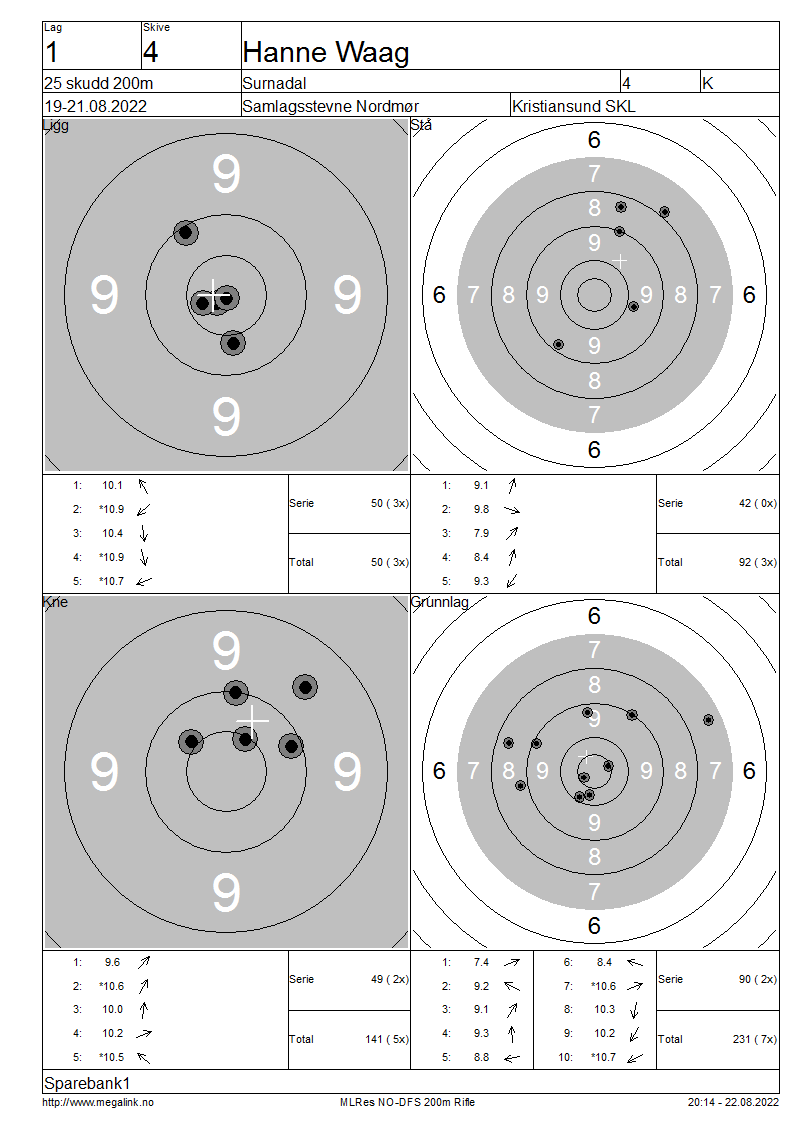 Lag Skive
1 4 Hanne Waag
25 skudd 200m Surnadal 4 K
19-21.08.2022 Samlagsstevne Nordmør Kristiansund SKL
Ligg
9
9 9
9
Stå
6
7
8
9
6 7 8 9 9 8 7 6
9
8
7
6
1: 10.1
2: *10.9
3: 10.4
4: *10.9
5: *10.7
Serie 50 ( 3x)
Total 50 ( 3x)
1: 9.1
2: 9.8
3: 7.9
4: 8.4
5: 9.3
Serie 42 ( 0x)
Total 92 ( 3x)
Kne
9
9 9
9
Grunnlag
6
7
8
9
6 7 8 9 9 8 7 6
9
8
7
6
1: 9.6
2: *10.6
3: 10.0
4: 10.2
5: *10.5
Serie 49 ( 2x)
Total 141 ( 5x)
1: 7.4 6: 8.4
2: 9.2 7: *10.6
3: 9.1 8: 10.3
4: 9.3 9: 10.2
5: 8.8 10: *10.7
Serie 90 ( 2x)
Total 231 ( 7x)
Sparebank1
http://www.megalink.no MLRes NO-DFS 200m Rifle 20:14 - 22.08.2022